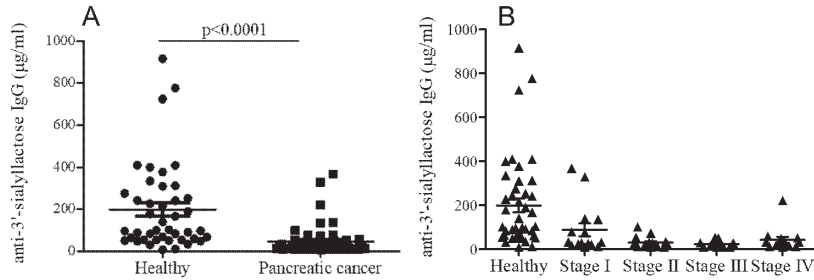 A
p<0.0001
anti-3'-sialyllactose IgG (µg/ml)
1000
800
600
400
200
0
Healthy
Pancreatic cancer
B
anti-3'-sialyllactose IgG (µg/ml)
1000
800
600
400
200
0
Healthy Stage I Stage II Stage III Stage IV